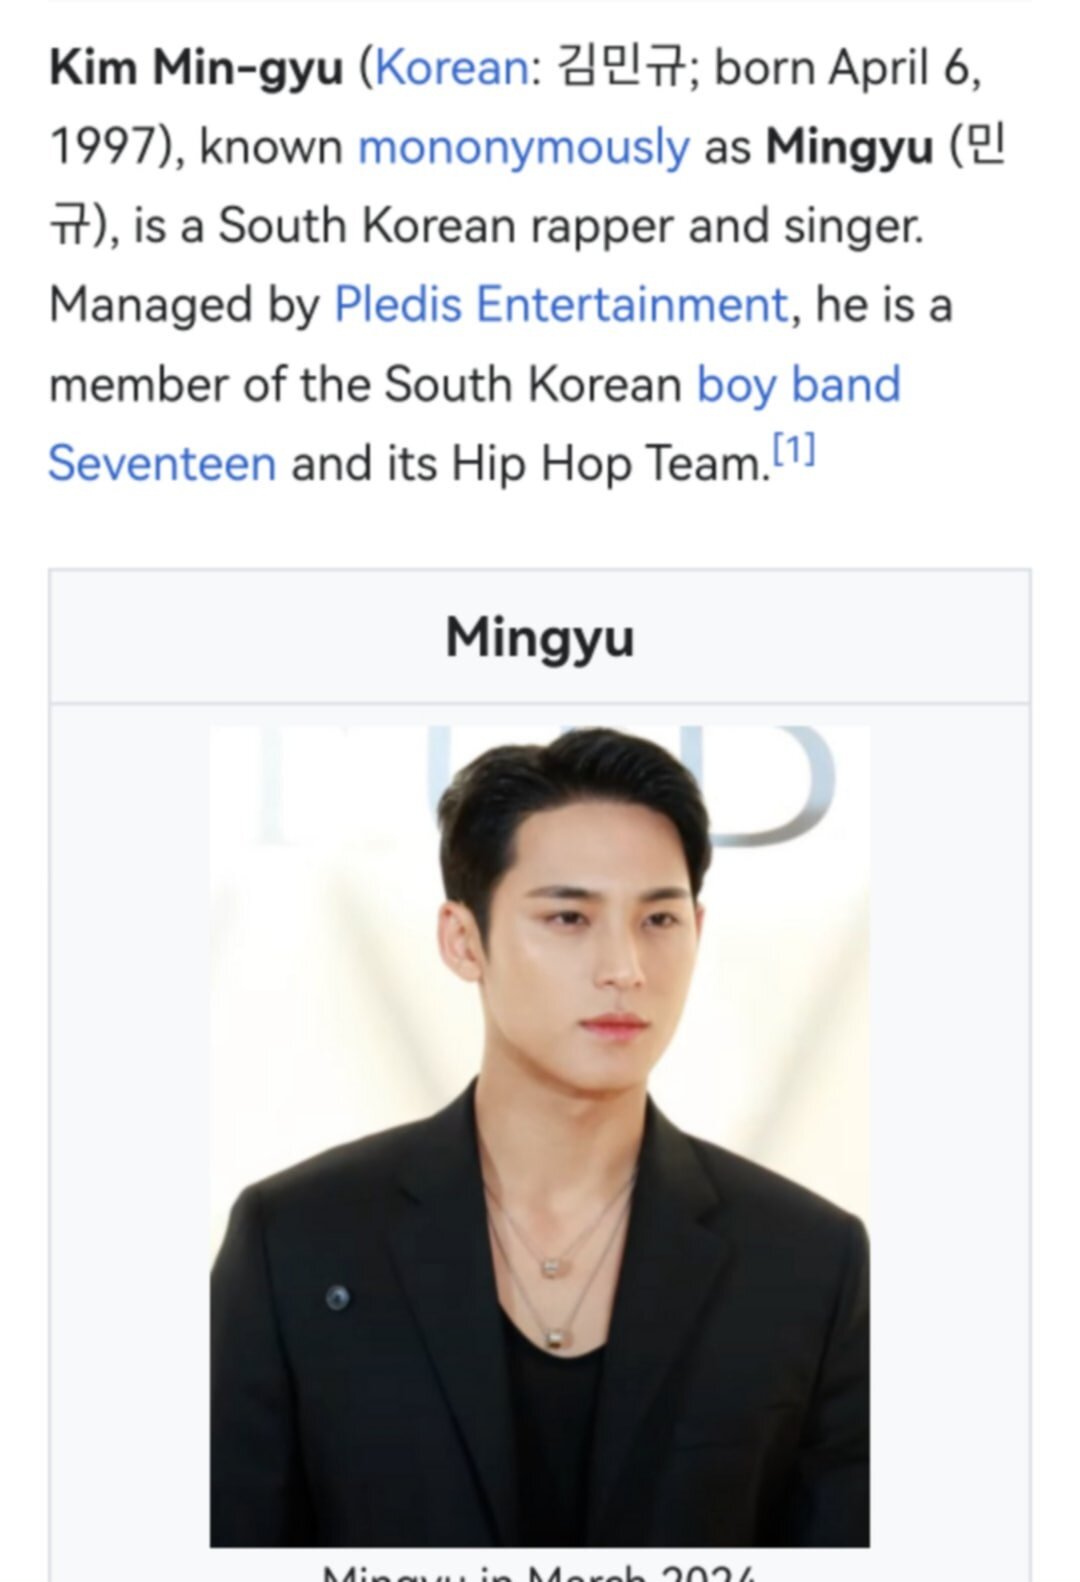 Kim Min-gyu (Korean: 김민규; born April 6,
1997), known mononymously as Mingyu (민
규), is a South Korean rapper and singer.
Managed by Pledis Entertainment, he is a
member of the South Korean boy band
Seventeen and its Hip Hop Team.[1]
Mingyu
Mingyu in March 2024